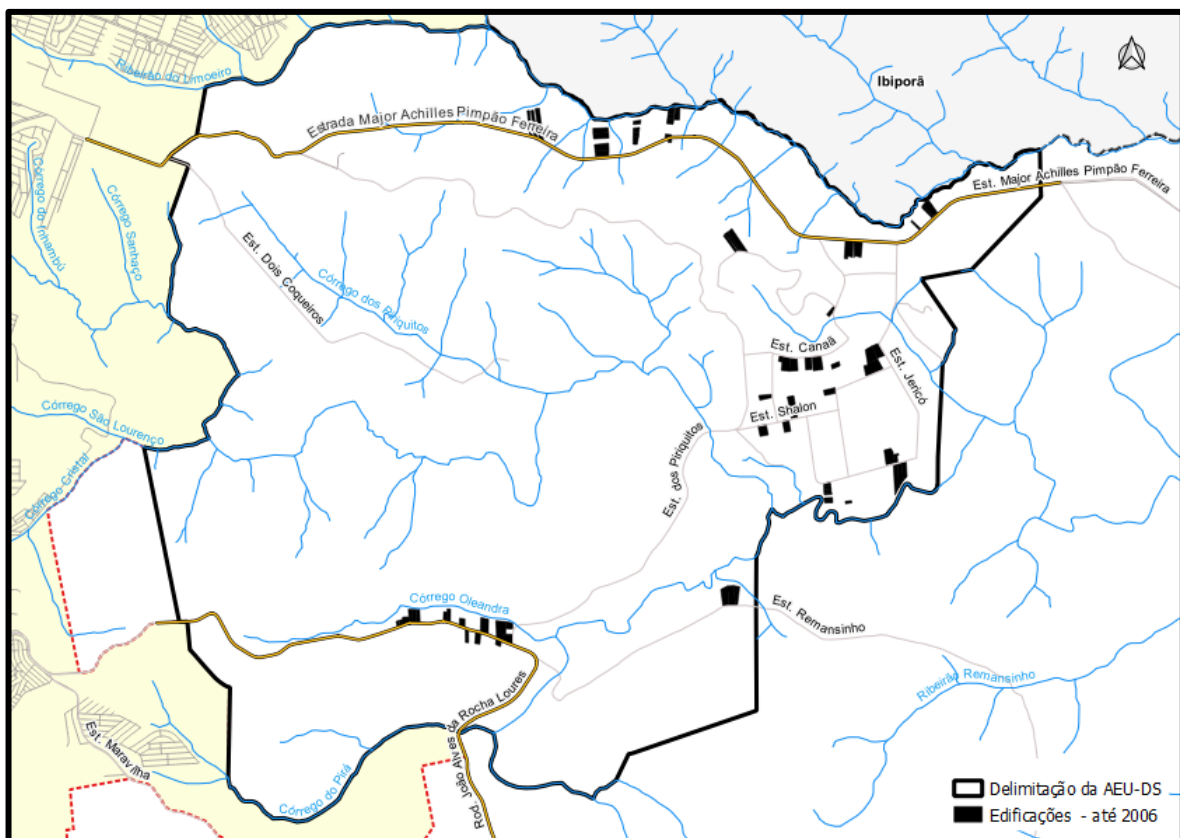 Ribeirão do Limoeiro
Ibiporã
Estrada Major Achilles Pimpão Ferreira
Est. Major Achilles Pimpão Ferreira
Córrego do Inhambú
Córrego Sanhaço
Est. Dois Coqueiros
Córrego dos Piriquitos
Est. Canaã
Est. Jericó
Est. Shalon
Córrego São Lourenço
Córrego Cristal
Est. dos Piriquitos
Córrego Oleandra
Est. Remansinho
Ribeirão Remansinho
Rod. João Alves da Rocha Loures
Est. Maravilha
Córrego do Pirá
Delimitação da AEU-DS
Edificações - até 2006